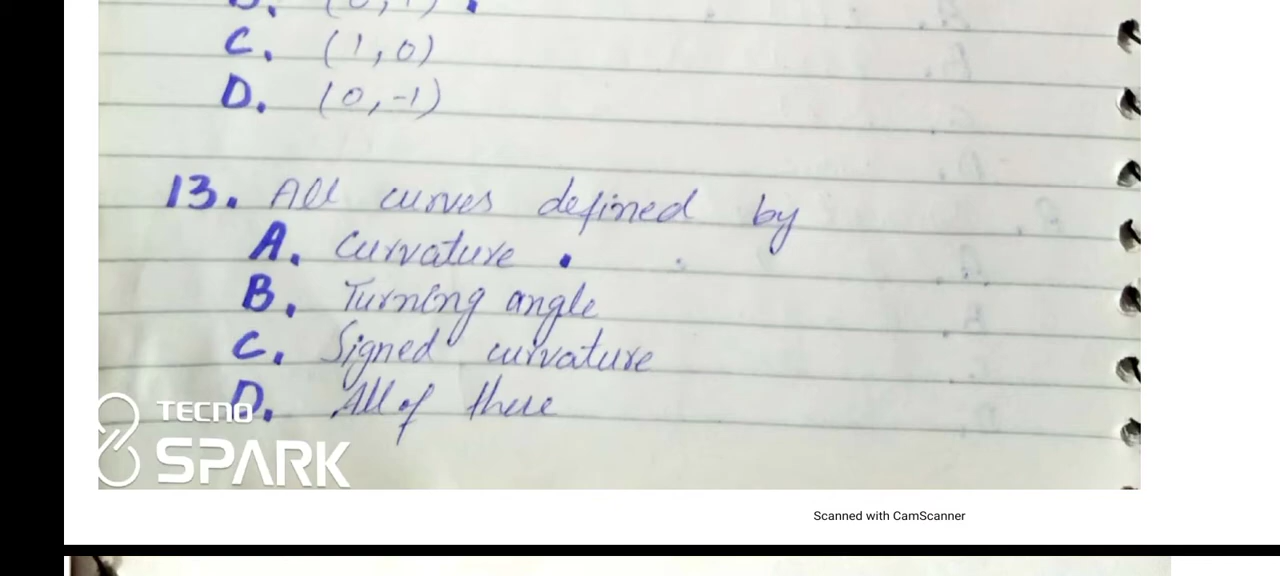 C. (1,0)
D. (0,-1)
13. All curves defined by
A. Curvature .
B. Turning angle
C. Signed curvature
D. All of these
TECNO
SPARK
Scanned with CamScanner